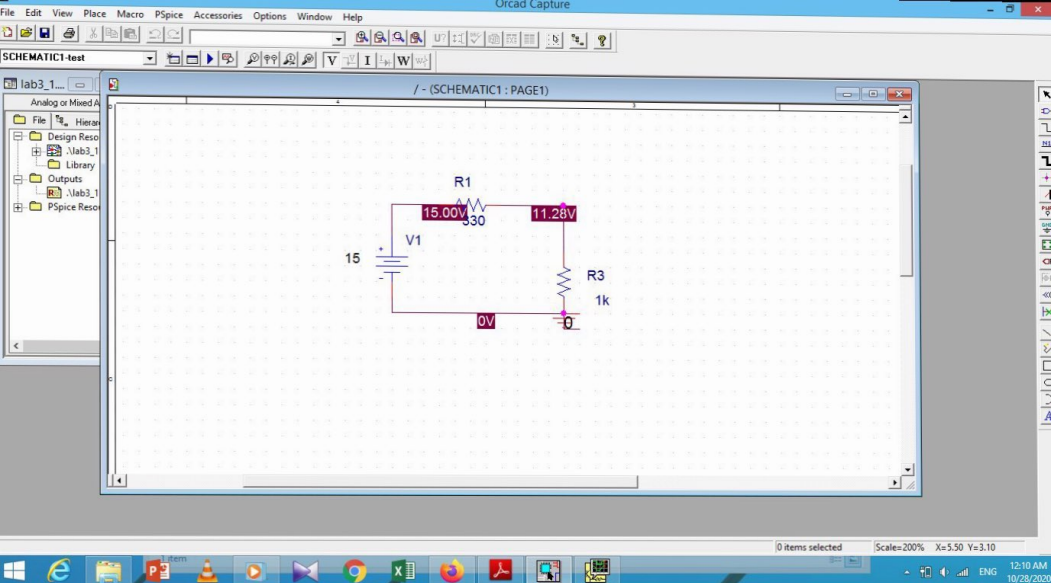 Orcad Capture
File Edit View Place Macro PSpice Accessories Options Window Help
U?
SCHEMATIC1-test
V I W
lab3_1....
/ - (SCHEMATIC1 : PAGE1)
Analog or Mixed A
File Hierar
Design Reso
.\lab3_1
Library
Outputs
.\lab3_1
PSpice Reso
4
3
R1
15.00V
330
11.28V
V1
15
+
-
R3
1k
0V
0
C
0 items selected Scale=200% X=5.50 Y=3.10
1 item
ENG
12:10 AM
10/28/2020